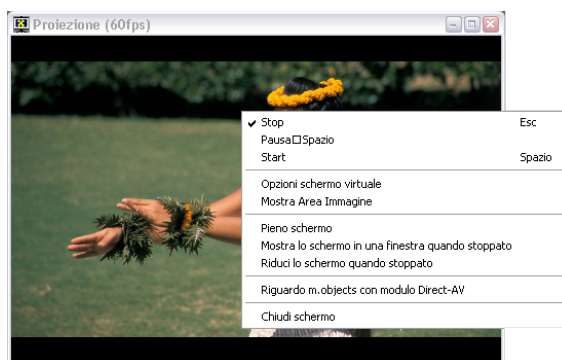 Proiezione (60fps)
Stop Esc
Pausa□Spazio
Start Spazio
Opzioni schermo virtuale
Mostra Area Immagine
Pieno schermo
Mostra lo schermo in una finestra quando stoppato
Riduci lo schermo quando stoppato
Riguardo m.objects con modulo Direct-AV
Chiudi schermo